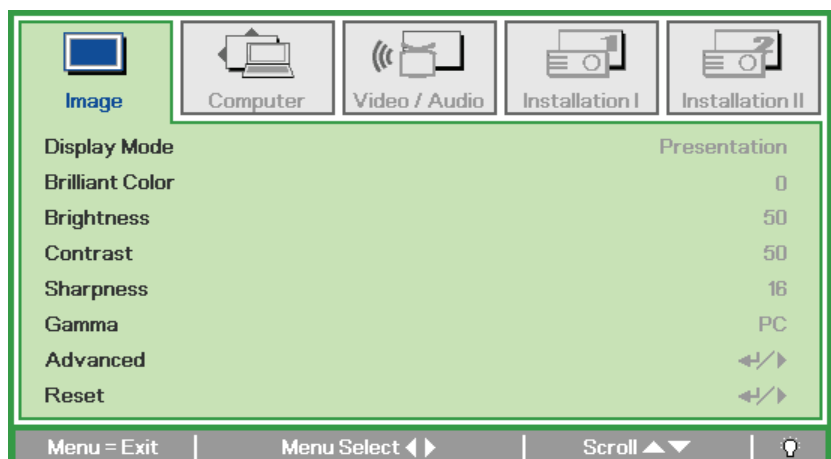 Image Computer Video / Audio Installation I Installation II
Display Mode Presentation
Brilliant Color 0
Brightness 50
Contrast 50
Sharpness 16
Gamma PC
Advanced
Reset
Menu = Exit Menu Select Scroll